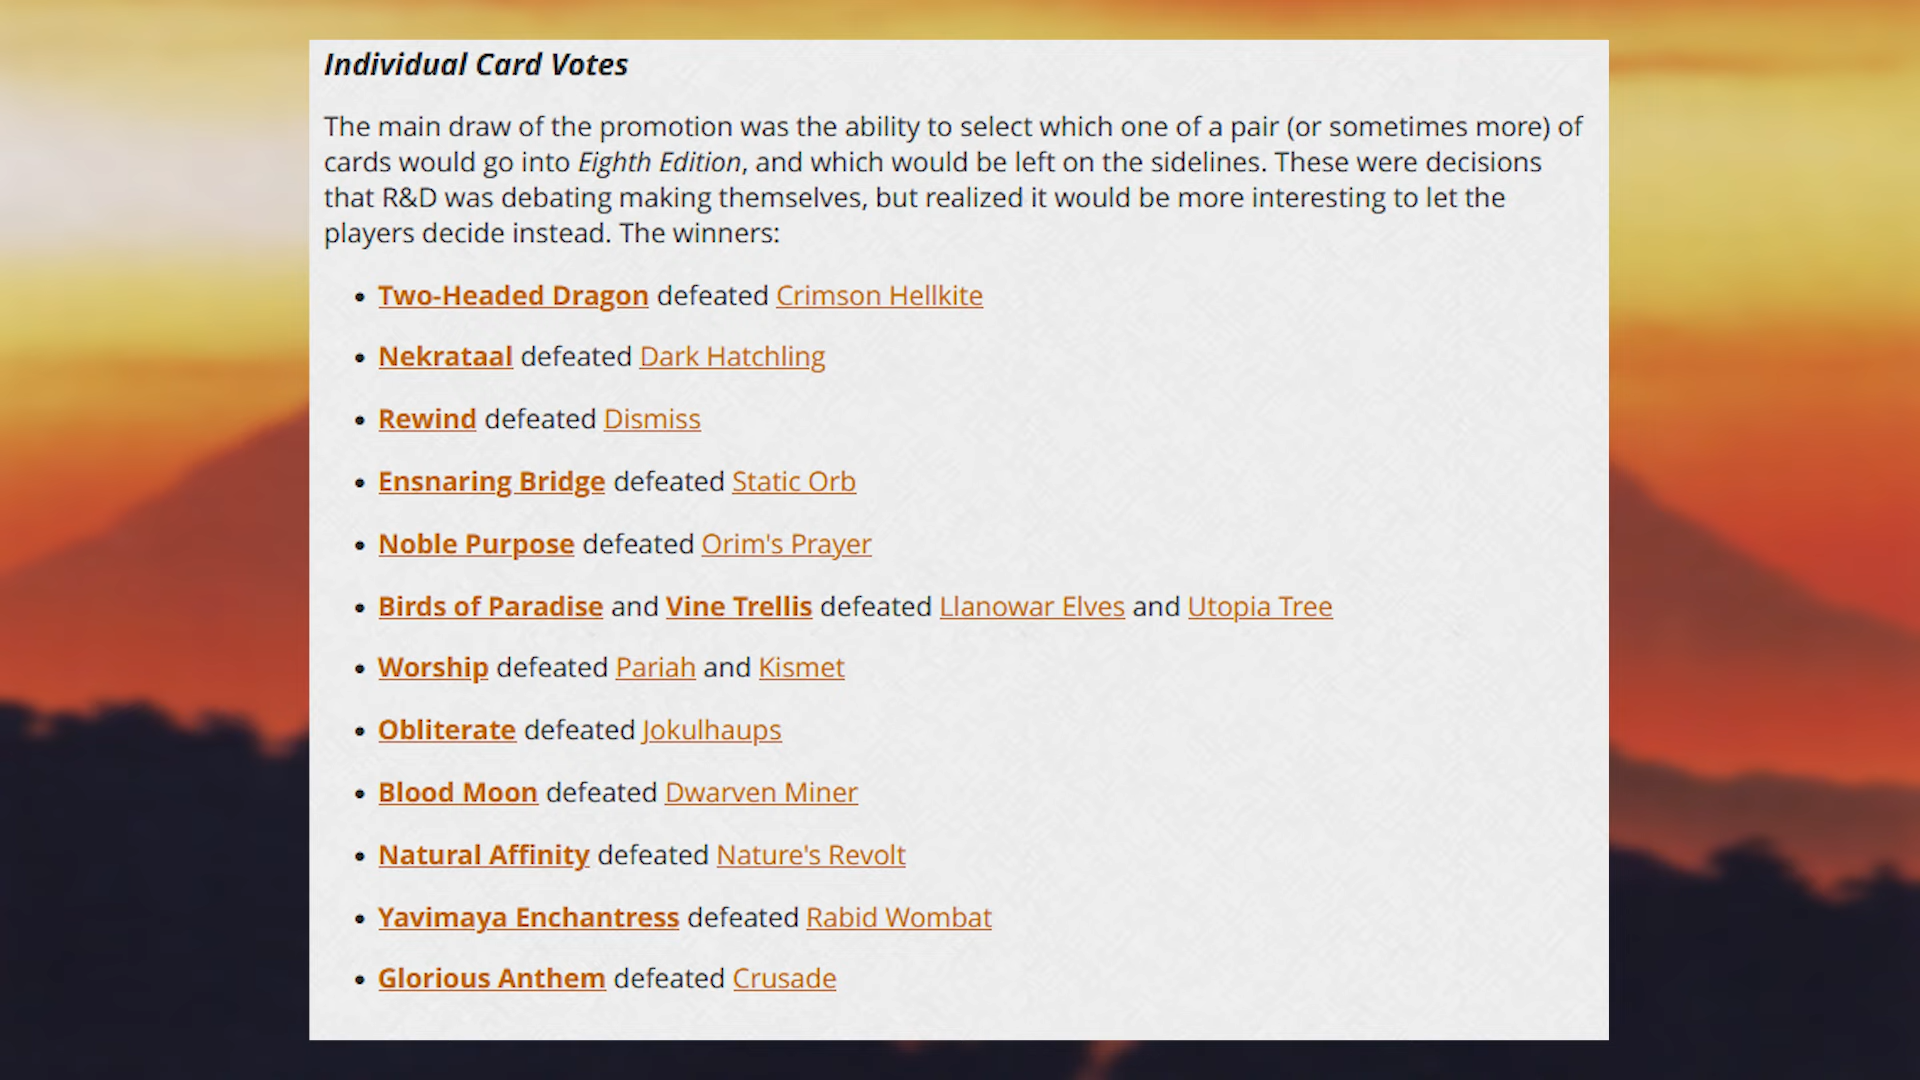 Individual Card Votes
The main draw of the promotion was the ability to select which one of a pair (or sometimes more) of
cards would go into Eighth Edition, and which would be left on the sidelines. These were decisions
that R&D was debating making themselves, but realized it would be more interesting to let the
players decide instead. The winners:
• Two-Headed Dragon defeated Crimson Hellkite
• Nekrataal defeated Dark Hatchling
• Rewind defeated Dismiss
• Ensnaring Bridge defeated Static Orb
• Noble Purpose defeated Orim's Prayer
• Birds of Paradise and Vine Trellis defeated Llanowar Elves and Utopia Tree
• Worship defeated Pariah and Kismet
• Obliterate defeated Jokulhaups
• Blood Moon defeated Dwarven Miner
• Natural Affinity defeated Nature's Revolt
• Yavimaya Enchantress defeated Rabid Wombat
• Glorious Anthem defeated Crusade